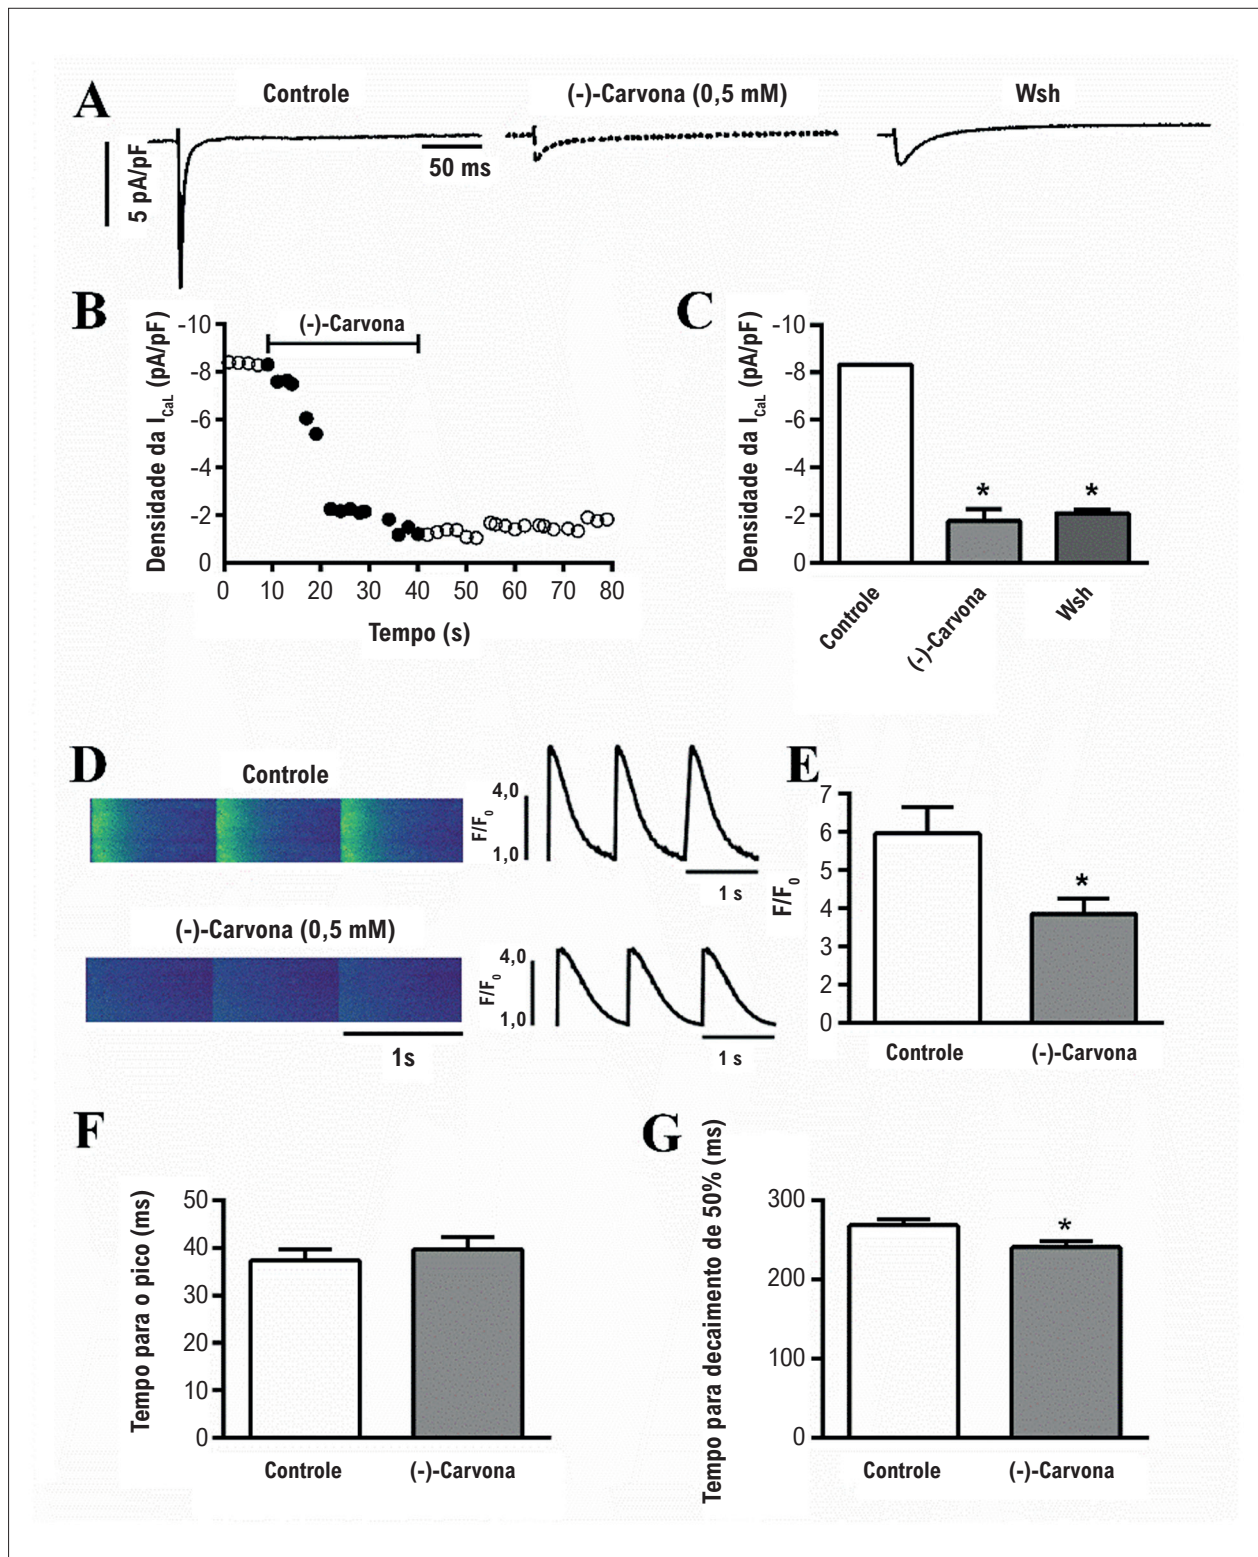 A
Controle
(-)-Carvona (0,5 mM)
Wsh
5 pA/pF
50 ms
B
Densidade da I_CaL (pA/pF)
-10
-8
-6
-4
-2
0
(-)-Carvona
0 10 20 30 40 50 60 70 80
Tempo (s)
C
Densidade da I_CaL (pA/pF)
-10
-8
-6
-4
-2
0
*
*
Controle
(-)-Carvona
Wsh
D
Controle
F/F0
4,0
1,0
1 s
(-)-Carvona (0,5 mM)
1s
F/F0
4,0
1,0
1 s
E
F/F0
7
6
5
4
3
2
0
*
Controle
(-)-Carvona
F
Tempo para o pico (ms)
50
40
30
20
10
0
Controle
(-)-Carvona
G
Tempo para decaimento de 50% (ms)
300
200
100
0
*
Controle
(-)-Carvona